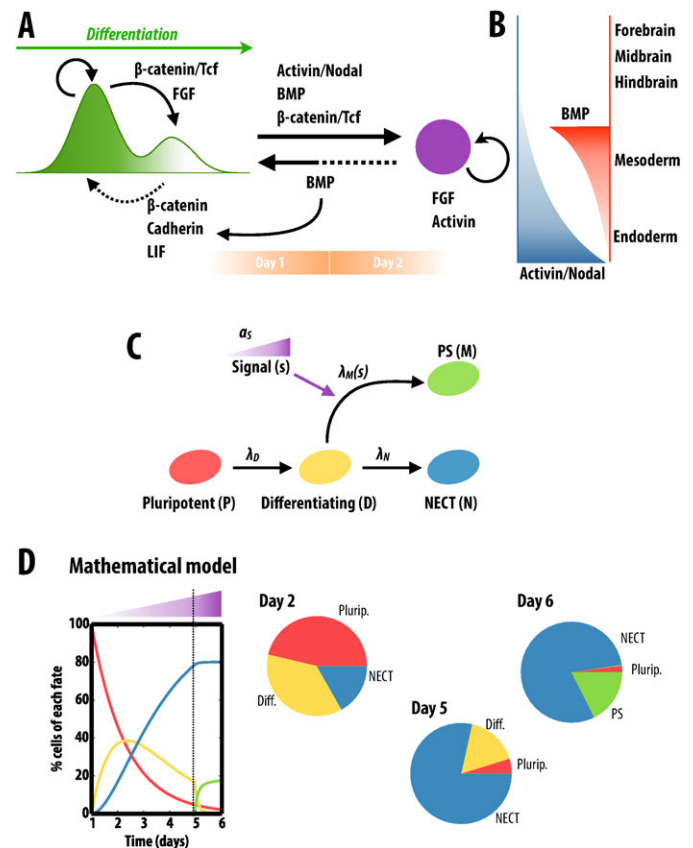 A
Differentiation
β-catenin/Tcf
FGF
Activin/Nodal
BMP
β-catenin/Tcf
BMP
FGF
Activin
β-catenin
Cadherin
LIF
Day 1
Day 2
B
Forebrain
Midbrain
Hindbrain
BMP
Mesoderm
Endoderm
Activin/Nodal
C
αS
Signal (s)
λM(s)
PS (M)
λD
λN
Pluripotent (P)
Differentiating (D)
NECT (N)
D
Mathematical model
% cells of each fate
100
80
60
40
20
0
1 2 3 4 5 6
Time (days)
Day 2
Plurip.
NECT
Diff.
Day 5
Diff.
Plurip.
NECT
Day 6
NECT
Plurip.
PS